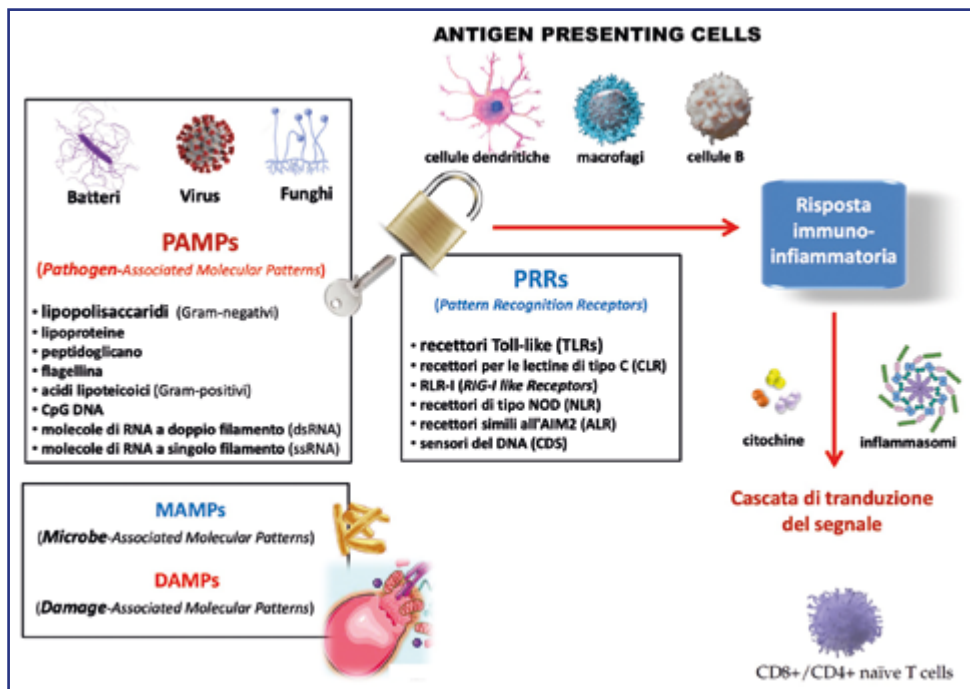 ANTIGEN PRESENTING CELLS
cellule dendritiche
macrofagi
cellule B
Batteri
Virus
Funghi
PAMPs
(Pathogen-Associated Molecular Patterns)
• lipopolisaccaridi (Gram-negativi)
• lipoproteine
• peptidoglicano
• flagellina
• acidi lipoteicoici (Gram-positivi)
• CpG DNA
• molecole di RNA a doppio filamento (dsRNA)
• molecole di RNA a singolo filamento (ssRNA)
MAMPs
(Microbe-Associated Molecular Patterns)
DAMPs
(Damage-Associated Molecular Patterns)
PRRs
(Pattern Recognition Receptors)
• recettori Toll-like (TLRs)
• recettori per le lectine di tipo C (CLR)
• RLR-I (RIG-I like Receptors)
• recettori di tipo NOD (NLR)
• recettori simili all'AIM2 (ALR)
• sensori del DNA (CDS)
Risposta
immuno-
infiammatoria
citochine
inflammasomi
Cascata di tranduzione
del segnale
CD8+/CD4+ naïve T cells